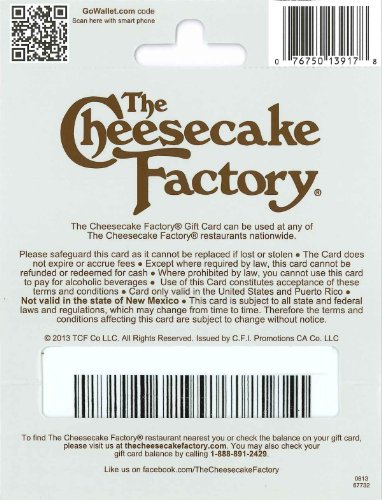 GoWallet.com code
Scan here with smart phone
0 76750 13917 8
The
Cheesecake
Factory®
The Cheesecake Factory® Gift Card can be used at any of
The Cheesecake Factory® restaurants nationwide.
Please safeguard this card as it cannot be replaced if lost or stolen ● The Card does
not expire or accrue fees ● Except where required by law, this card cannot be
refunded or redeemed for cash ● Where prohibited by law, you cannot use this card
to pay for alcoholic beverages ● Use of this Card constitutes acceptance of these
terms and conditions ● Card only valid in the United States and Puerto Rico ●
Not valid in the state of New Mexico ● This card is subject to all state and federal
laws and regulations, which may change from time to time. Therefore the terms and
conditions affecting this card are subject to change without notice.
© 2013 TCF Co LLC. All Rights Reserved. Issued by C.F.I. Promotions CA Co. LLC
To find The Cheesecake Factory® restaurant nearest you or check the balance on your gift card,
please visit us at thecheesecakefactory.com. You may also check your
gift card balance by calling 1-888-891-2429.
Like us on facebook.com/TheCheesecakeFactory
0813
67732